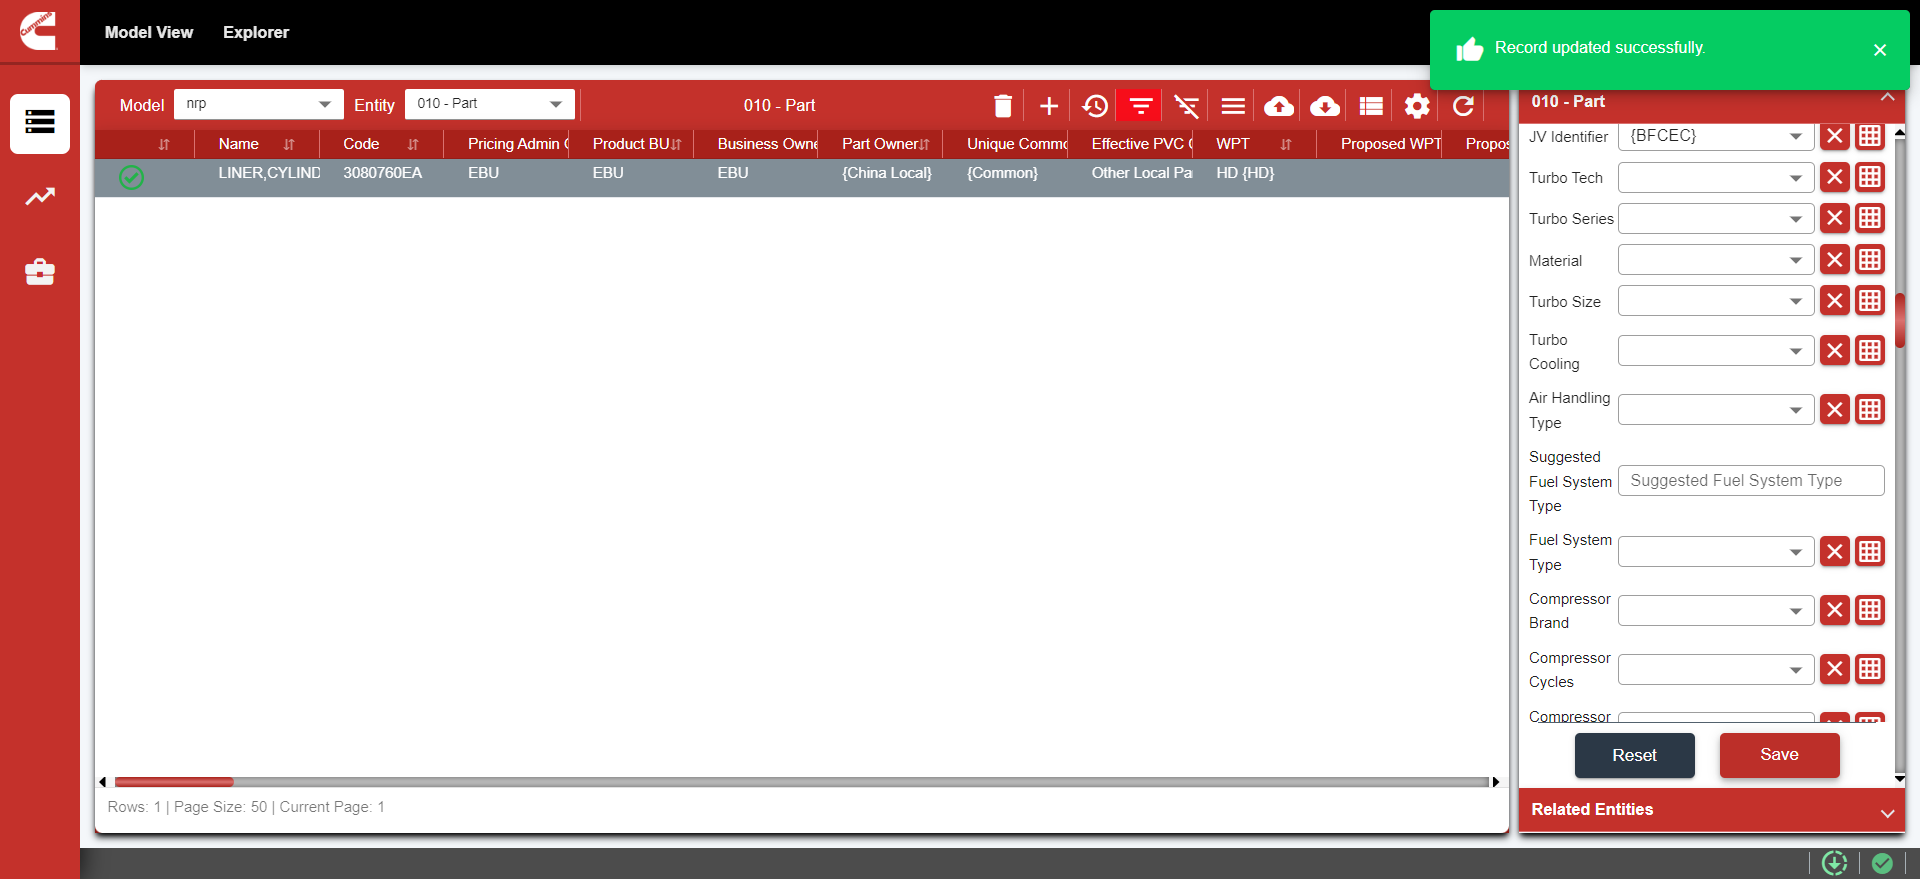 Cummins
Model View
Explorer
Record updated successfully.
Model
nrp
Entity
010 - Part
010 - Part
010 - Part
Name
Code
Pricing Admin
Product BU
Business Owne
Part Owner
Unique Commo
Effective PVC
WPT
Proposed WPT
Propos
LINER,CYLIND
3080760EA
EBU
EBU
EBU
{China Local}
{Common}
Other Local Pa
HD {HD}
JV Identifier
{BFCEC}
Turbo Tech
Turbo Series
Material
Turbo Size
Turbo
Cooling
Air Handling
Type
Suggested
Fuel System
Type
Suggested Fuel System Type
Fuel System
Type
Compressor
Brand
Compressor
Cycles
Compressor
Reset
Save
Rows: 1 | Page Size: 50 | Current Page: 1
Related Entities